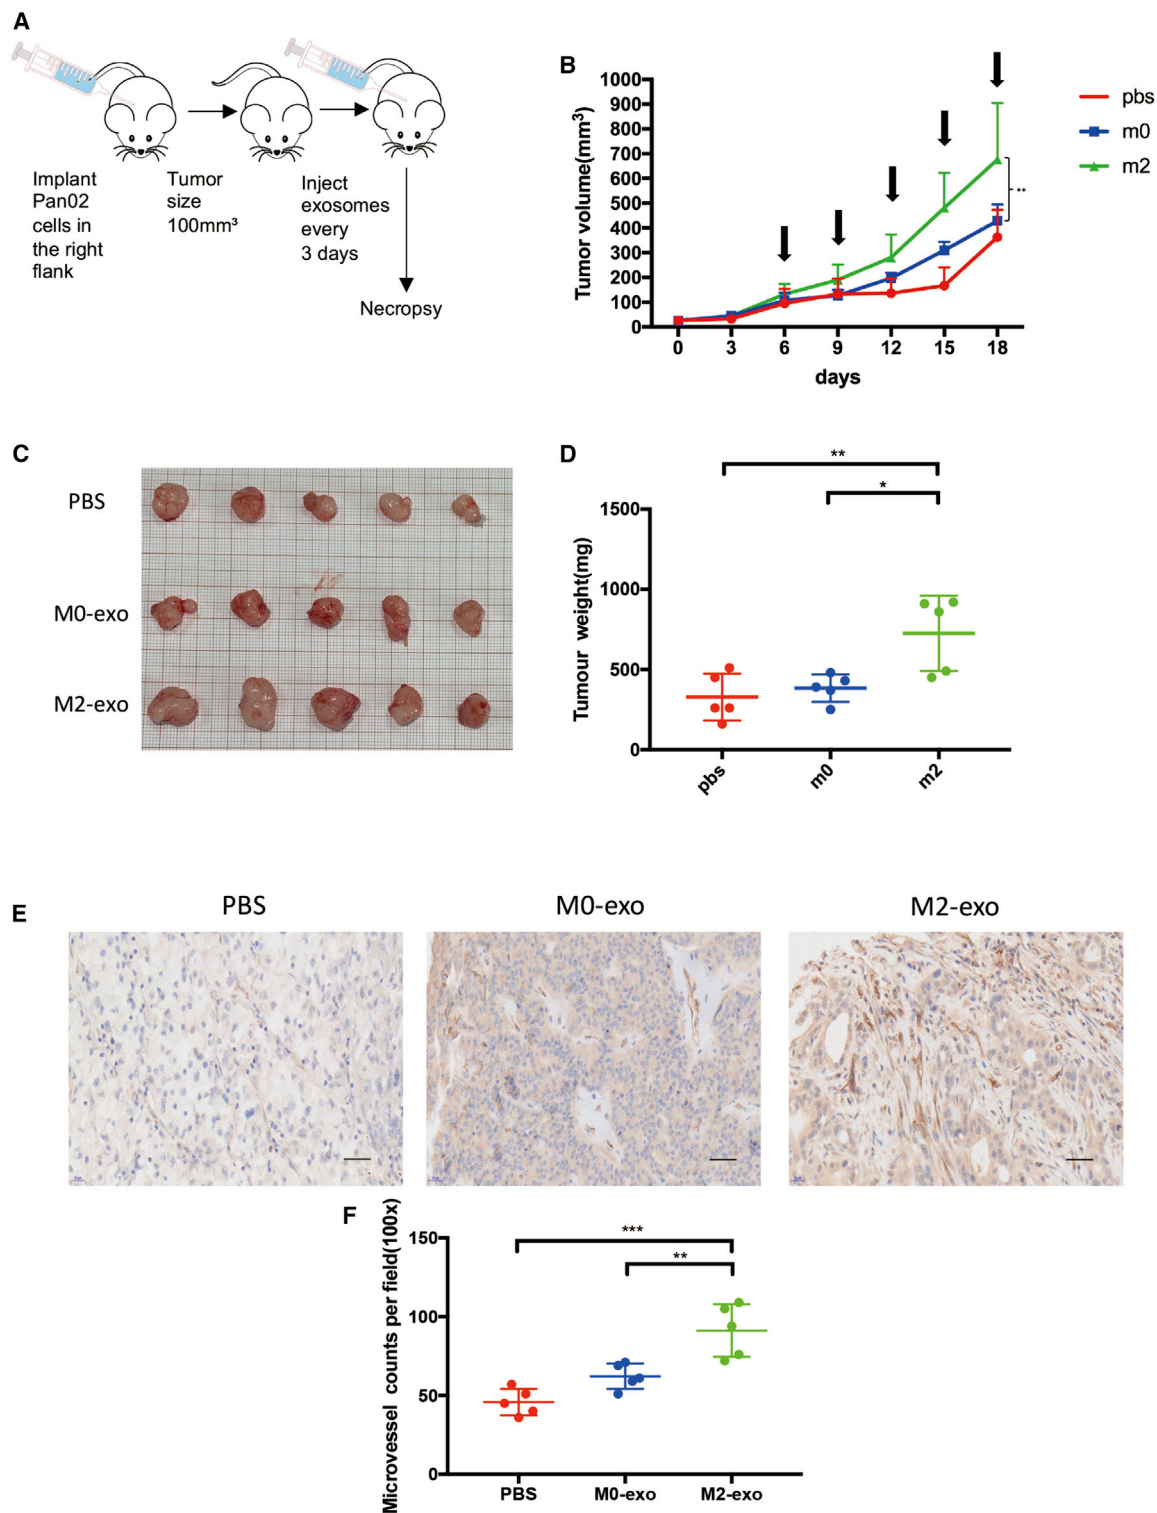 A
Implant
Pan02
cells in
the right
flank
Tumor
size
100mm³
Inject
exosomes
every
3 days
Necropsy
B
Tumor volume(mm³)
1000
900
800
700
600
500
400
300
200
100
0
0 3 6 9 12 15 18
days
**
pbs
m0
m2
C
PBS
M0-exo
M2-exo
D
**
*
Tumour weight(mg)
1500
1000
500
0
pbs m0 m2
E
PBS M0-exo M2-exo
F
***
**
Microvessel counts per field(100x)
150
100
50
0
PBS M0-exo M2-exo